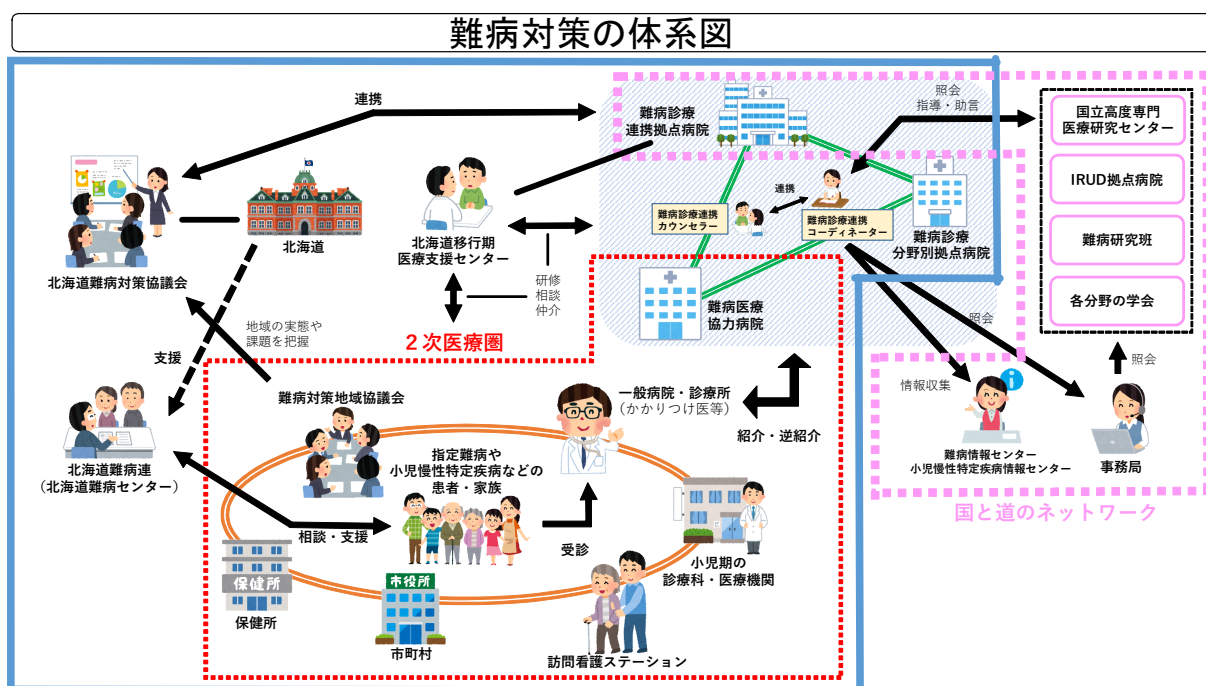 難病対策の体系図
連携
難病診療
連携拠点病院
照会
指導・助言
国立高度専門
医療研究センター
IRUD拠点病院
難病研究班
各分野の学会
北海道難病対策協議会
北海道
北海道移行期
医療支援センター
連携
難病診療連携
カウンセラー
難病診療連携
コーディネーター
難病診療
分野別拠点病院
難病医療
協力病院
研修
相談
仲介
2次医療圏
地域の実態や
課題を把握
支援
照会
照会
情報収集
難病情報センター
小児慢性特定疾病情報センター
事務局
国と道のネットワーク
北海道難病連
(北海道難病センター)
難病対策地域協議会
一般病院・診療所
(かかりつけ医等)
紹介・逆紹介
指定難病や
小児慢性特定疾病などの
患者・家族
相談・支援
受診
小児期の
診療科・医療機関
保健所
保健所
市役所
市町村
訪問看護ステーション